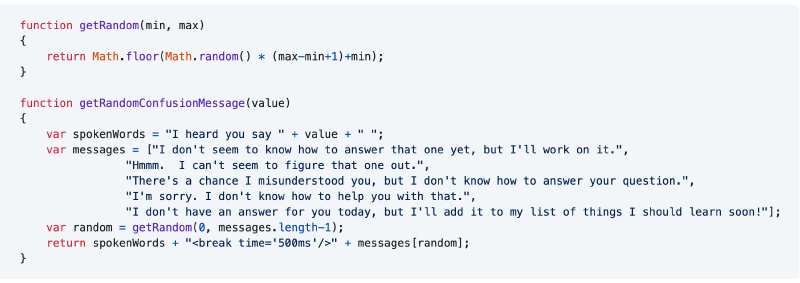 function getRandom(min, max)
{
    return Math.floor(Math.random() * (max-min+1)+min);
}

function getRandomConfusionMessage(value)
{
    var spokenWords = "I heard you say " + value + " ";
    var messages = ["I don't seem to know how to answer that one yet, but I'll work on it.",
                "Hmmm.  I can't seem to figure that one out.",
                "There's a chance I misunderstood you, but I don't know how to answer your question.",
                "I'm sorry. I don't know how to help you with that.",
                "I don't have an answer for you today, but I'll add it to my list of things I should learn soon!"];
    var random = getRandom(0, messages.length-1);
    return spokenWords + "<break time='500ms'/>" + messages[random];
}